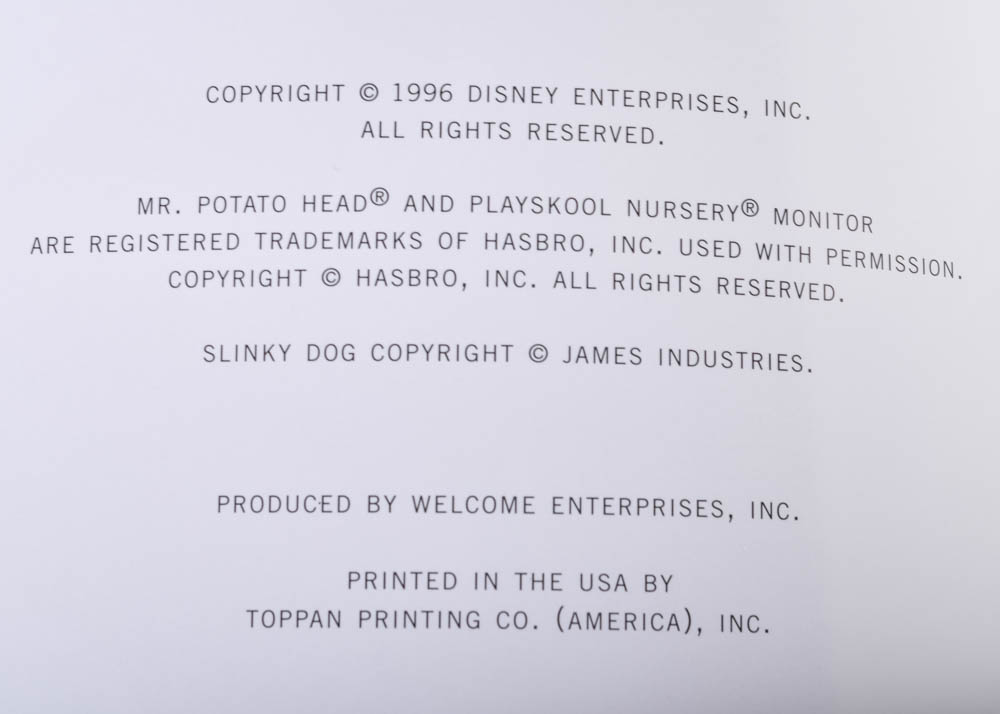 COPYRIGHT © 1996 DISNEY ENTERPRISES, INC.
ALL RIGHTS RESERVED.
MR. POTATO HEAD® AND PLAYSKOOL NURSERY® MONITOR
ARE REGISTERED TRADEMARKS OF HASBRO, INC. USED WITH PERMISSION.
COPYRIGHT © HASBRO, INC. ALL RIGHTS RESERVED.
SLINKY DOG COPYRIGHT © JAMES INDUSTRIES.
PRODUCED BY WELCOME ENTERPRISES, INC.
PRINTED IN THE USA BY
TOPPAN PRINTING CO. (AMERICA), INC.